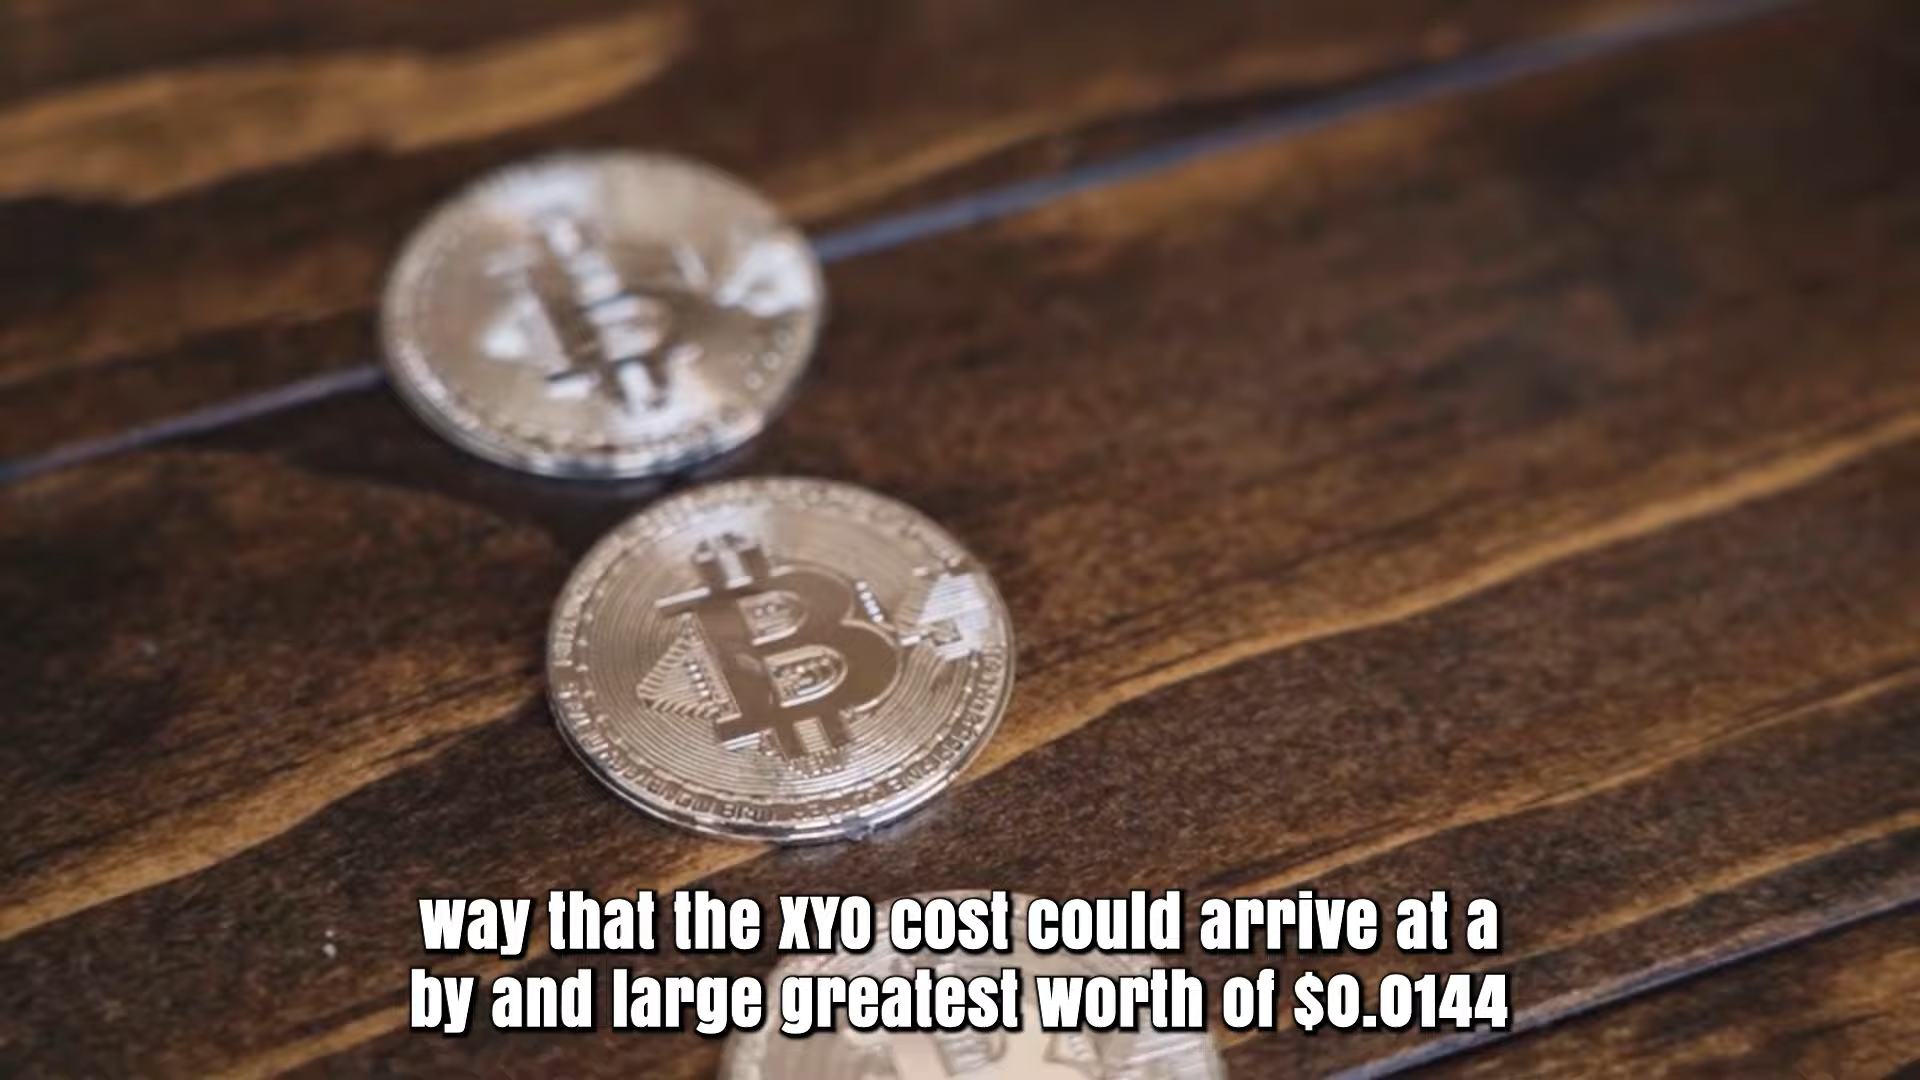 way that the XYO cost could arrive at a
by and large greatest worth of $0.0144